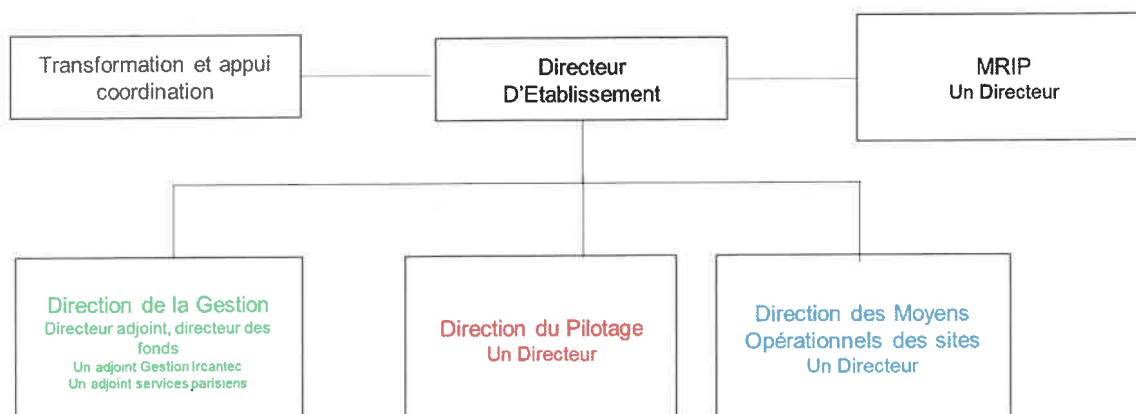 Transformation et appui
coordination
Directeur
D'Etablissement
MRIP
Un Directeur
Direction de la Gestion
Directeur adjoint, directeur des
fonds
Un adjoint Gestion Ircantec
Un adjoint services parisiens
Direction du Pilotage
Un Directeur
Direction des Moyens
Opérationnels des sites
Un Directeur